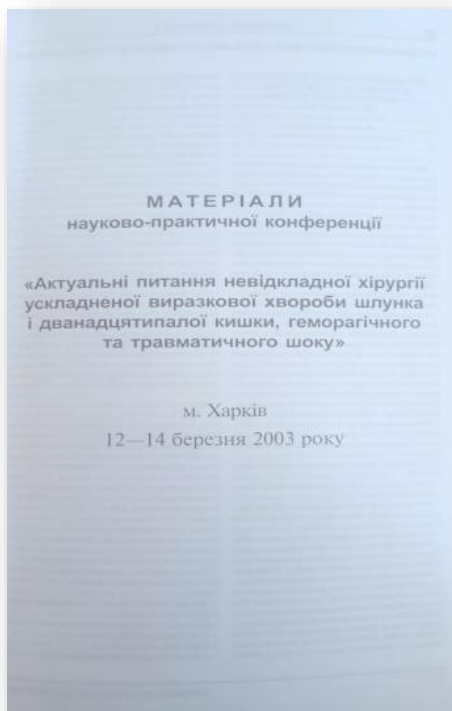 МАТЕРІАЛИ
науково-практичної конференції
«Актуальні питання невідкладної хірургії
ускладненої виразкової хвороби шлунка
і дванадцятипалої кишки, геморагічного
та травматичного шоку»
м. Харків
12—14 березня 2003 року